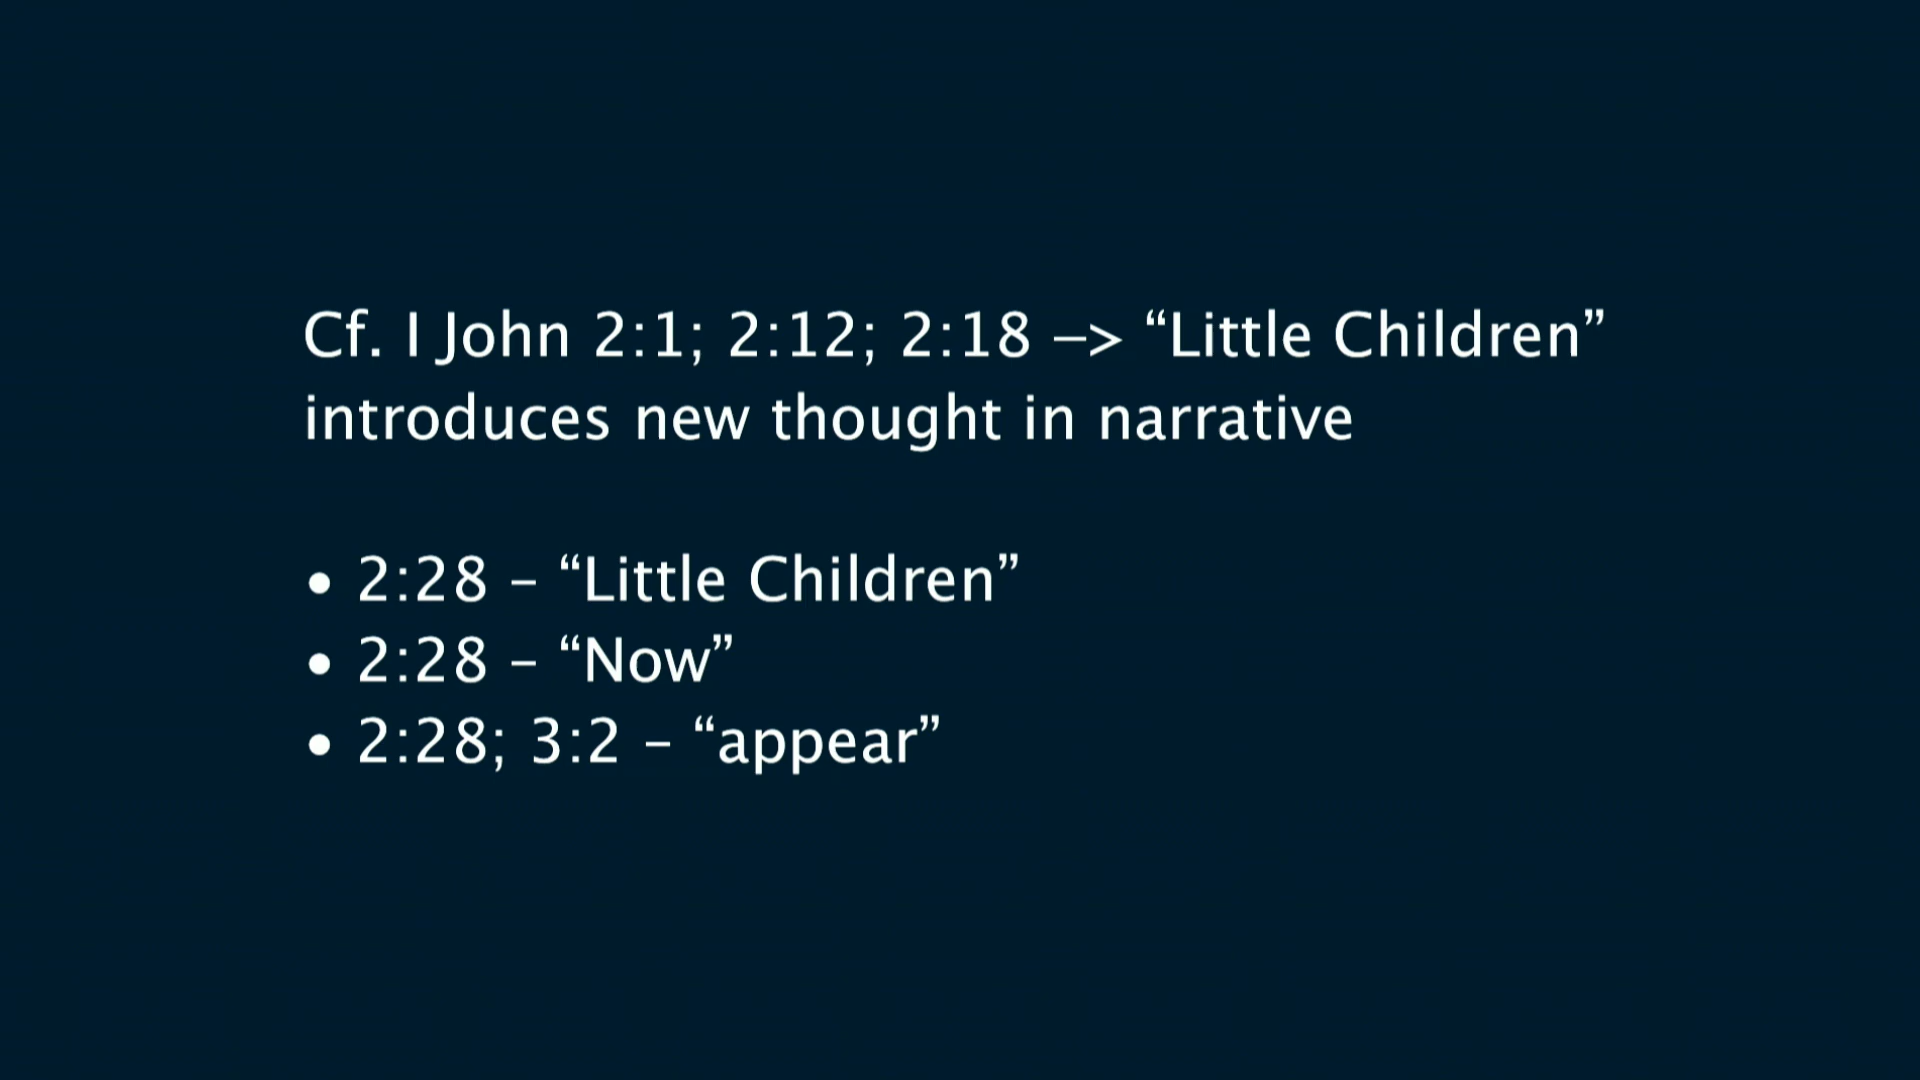 Cf. I John 2:1; 2:12; 2:18 –> “Little Children”
introduces new thought in narrative
• 2:28 – “Little Children”
• 2:28 – “Now”
• 2:28; 3:2 – “appear”